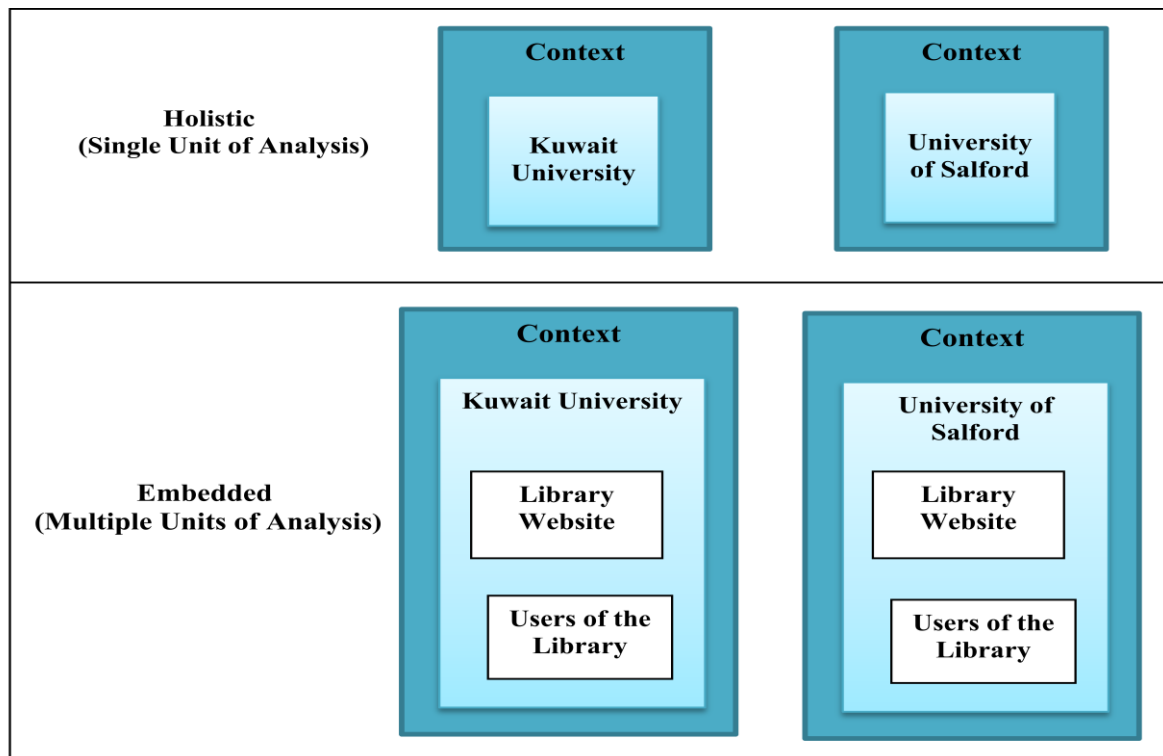 Holistic
(Single Unit of Analysis)
Context
Kuwait
University
Context
University
of Salford
Embedded
(Multiple Units of Analysis)
Context
Kuwait University
Library
Website
Users of the
Library
Context
University of
Salford
Library
Website
Users of the
Library